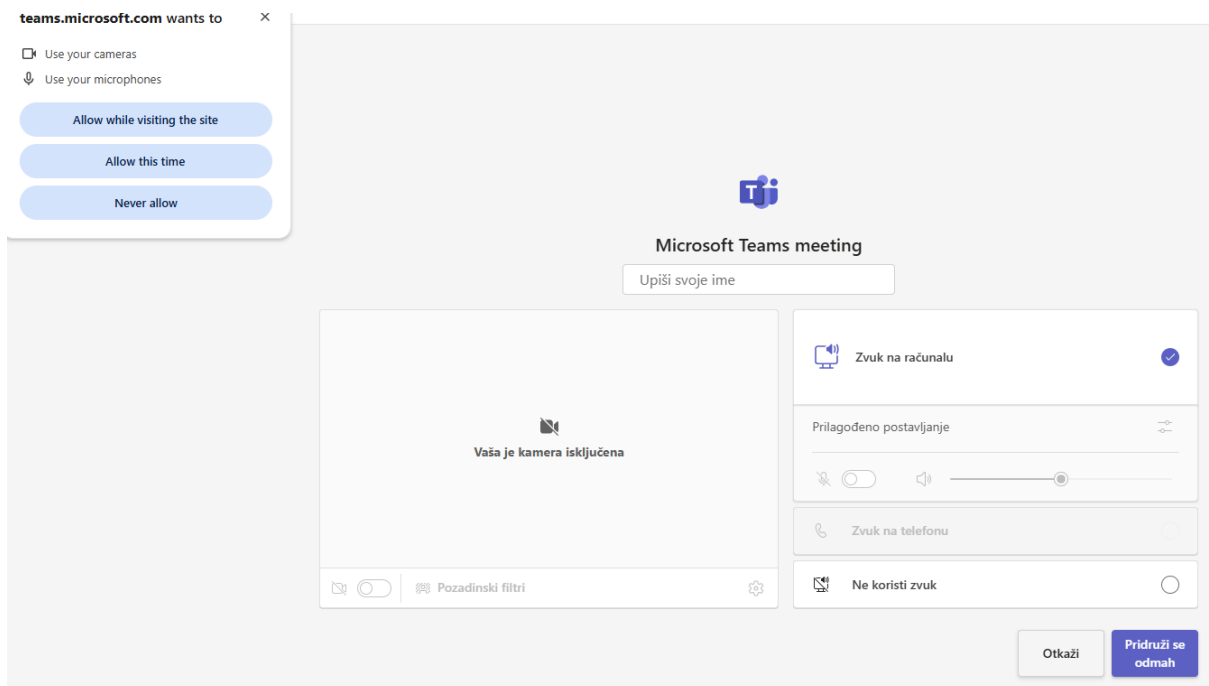 teams.microsoft.com wants to
Use your cameras
Use your microphones
Allow while visiting the site
Allow this time
Never allow
Microsoft Teams meeting
Upiši svoje ime
Vaša je kamera isključena
Pozadinski filtri
Zvuk na računalu
Prilagođeno postavljanje
Zvuk na telefonu
Ne koristi zvuk
Otkaži
Pridruži se
odmah